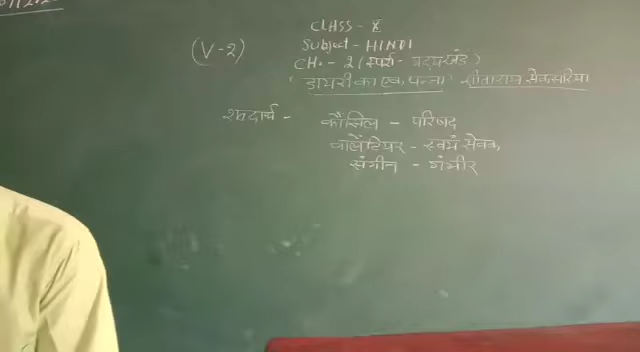 CLASS - X
(V-2)
Subject - HINDI
CH. - 2 (स्पर्श - गद्यखंड)
"डायरी का एक पन्ना" सीताराम सेकसरिया
शब्दार्थ - कौंसिल - परिषद
वालेंटियर - स्वयं सेवक,
संगीन - गंभीर